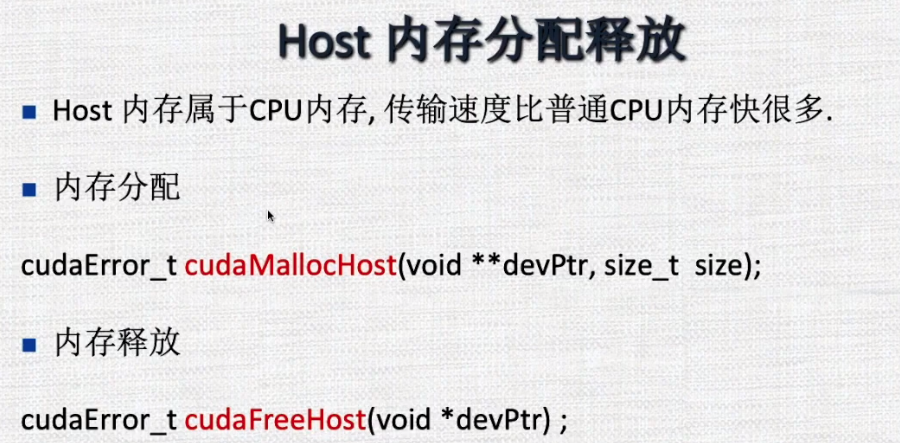 Host 内存分配释放
Host 内存属于CPU内存, 传输速度比普通CPU内存快很多.
内存分配
cudaError_t cudaMallocHost(void **devPtr, size_t size);
内存释放
cudaError_t cudaFreeHost(void *devPtr) ;